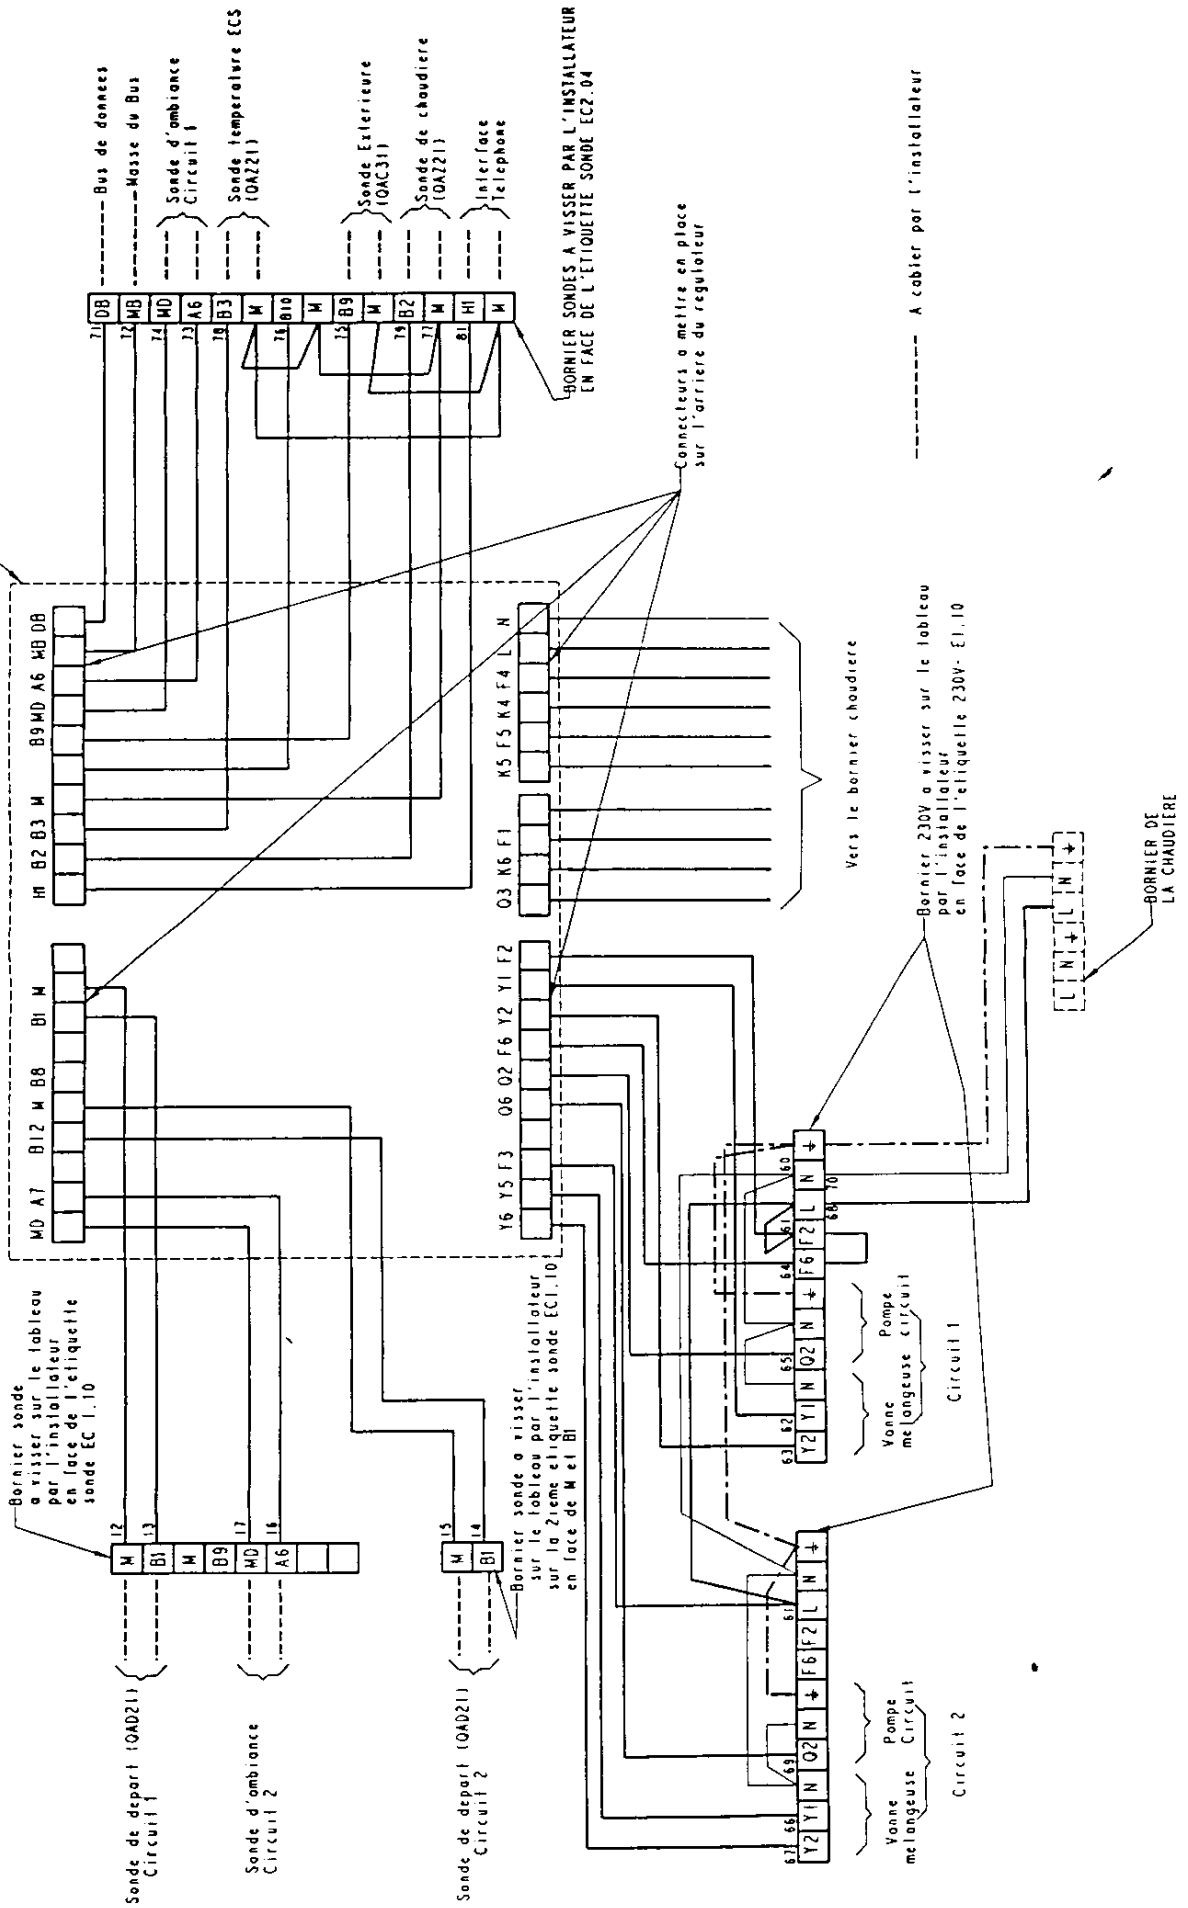 Bornier sonde
a visser sur le tableau
par l'installateur
en face de l'etiquette
sonde EC 1.10
Sonde de depart (QAD21)
Circuit 1
Sonde d'ambiance
Circuit 2
Sonde de depart (QAD21)
Circuit 2
M
B1
M
B9
MD
A6
12
13
17
16
M
B1
15
14
Bornier sonde a visser
sur le tableau par l'installateur
sur la 2ieme etiquette sonde EC1.10
en face de M et B1
MD A7 B12 M B8 B1 M
H1 B2 B3 M B9 MD A6 MB DB
Y6 Y5 F3 Q6 Q2 F6 Y2 Y1 F2
Q3 K6 F1
K5 F5 K4 F4 L N
71 DB
72 MB
74 MD
73 A6
78 B3
M
76 B10
M
75 B9
M
79 B2
77 M
81 H1
M
Bus de donnees
Masse du Bus
Sonde d'ambiance
Circuit 1
Sonde temperature ECS
(QAZ21)
Sonde Exterieure
(QAC31)
Sonde de chaudiere
(QAZ21)
Interface
Telephone
BORNIER SONDES A VISSER PAR L'INSTALLATEUR
EN FACE DE L'ETIQUETTE SONDE EC2.04
Connecteurs a mettre en place
sur l'arriere du regulateur
Vers le bornier chaudiere
Bornier 230V a visser sur le tableau
par l'installateur
en face de l'etiquette 230V- E1.10
A cabler par l'installateur
67 66 69 61
Y2 Y1 N Q2 N F6 F2 L N
Vanne
melangeuse
Pompe
Circuit
Circuit 2
63 62 65 64 61 60
Y2 Y1 N Q2 N F6 F2 L N
68 70
Vanne
melangeuse
Pompe
circuit
Circuit 1
L N L N
BORNIER DE
LA CHAUDIERE